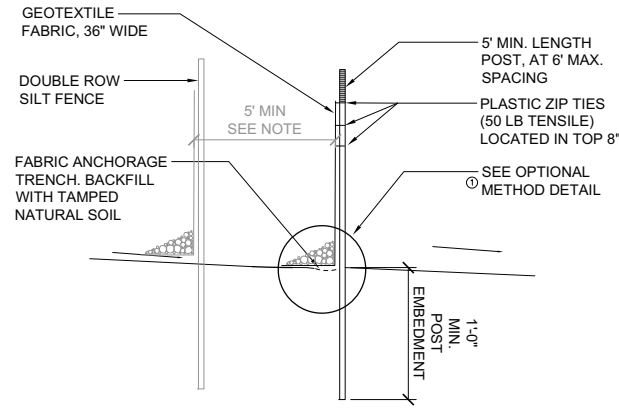 GEOTEXTILE
FABRIC, 36" WIDE
DOUBLE ROW
SILT FENCE
5' MIN
SEE NOTE
FABRIC ANCHORAGE
TRENCH. BACKFILL
WITH TAMPED
NATURAL SOIL
5' MIN. LENGTH
POST, AT 6' MAX.
SPACING
PLASTIC ZIP TIES
(50 LB TENSILE)
LOCATED IN TOP 8"
SEE OPTIONAL
① METHOD DETAIL
1'-0"
MIN.
POST
EMBEDMENT